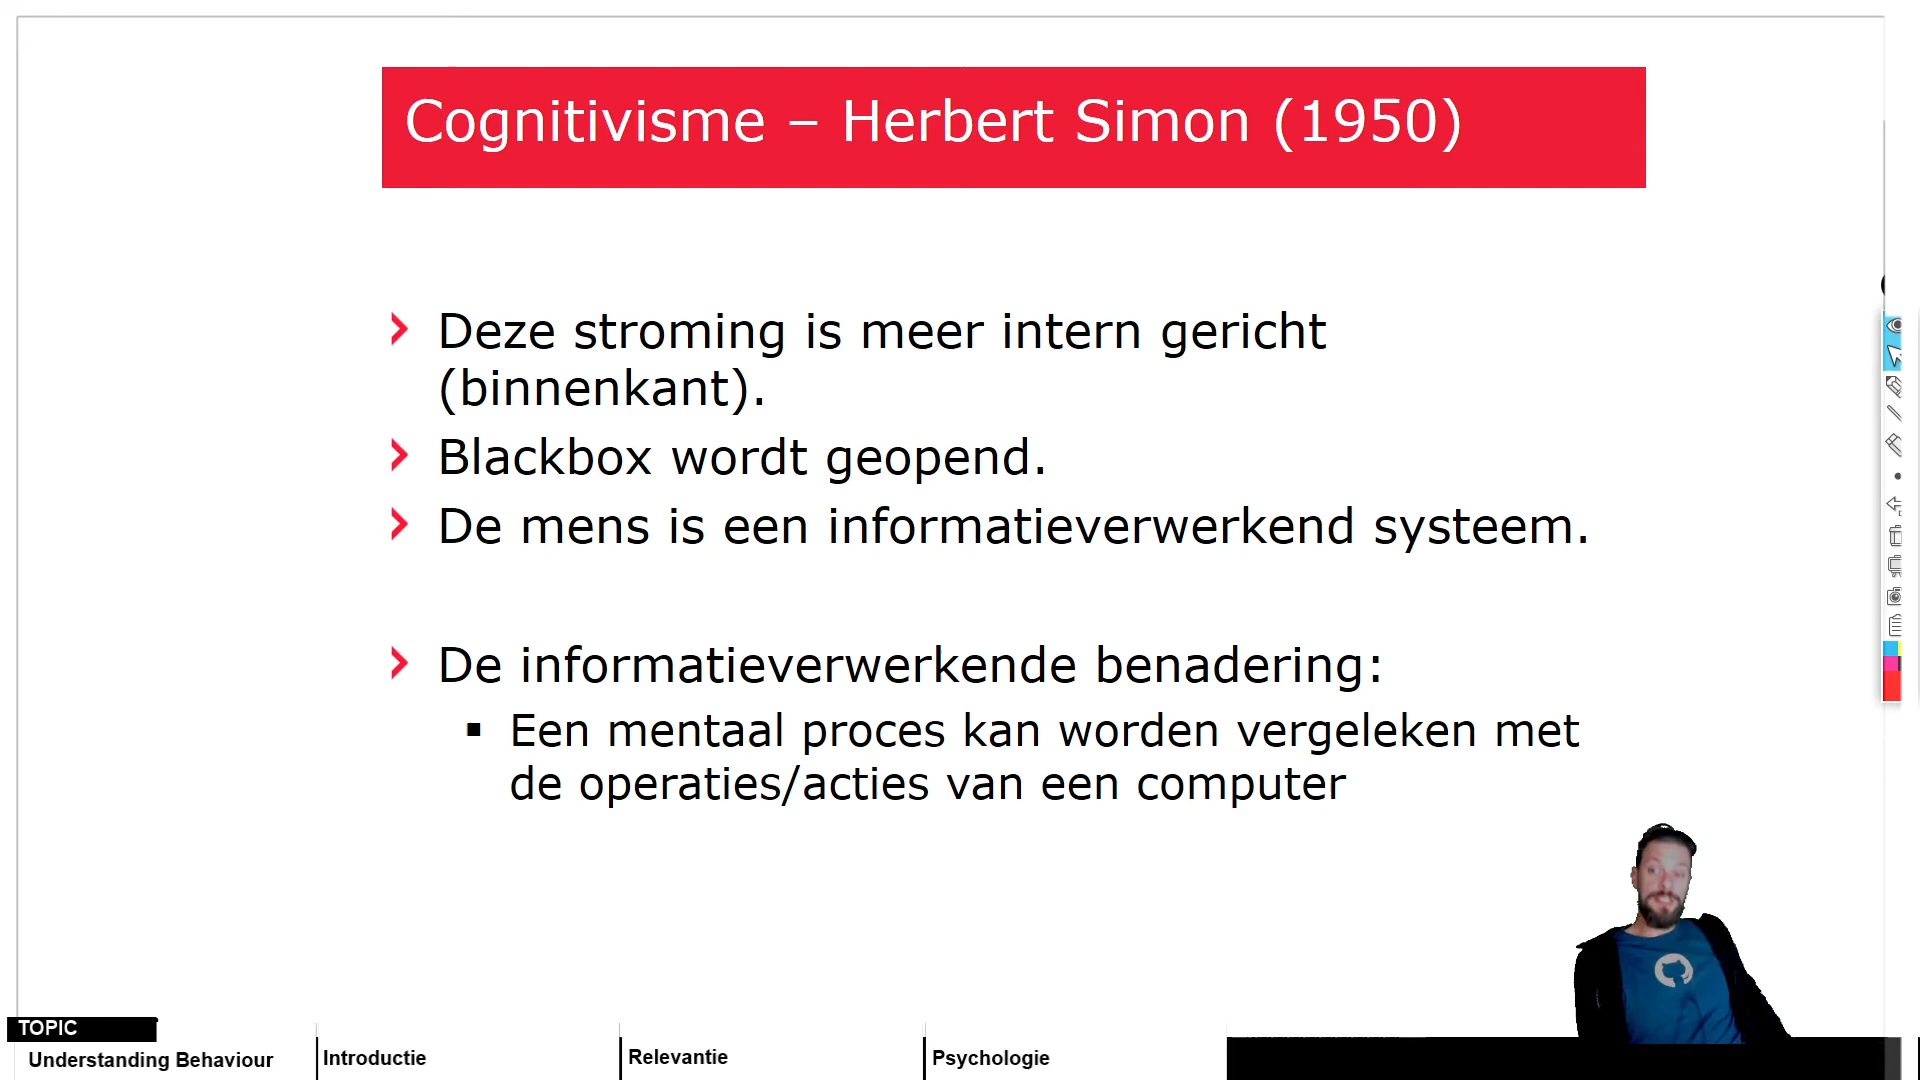 Cognitivisme – Herbert Simon (1950)
Deze stroming is meer intern gericht
(binnenkant).
Blackbox wordt geopend.
De mens is een informatieverwerkend systeem.
De informatieverwerkende benadering:
Een mentaal proces kan worden vergeleken met
de operaties/acties van een computer
TOPIC
Understanding Behaviour
Introductie
Relevantie
Psychologie